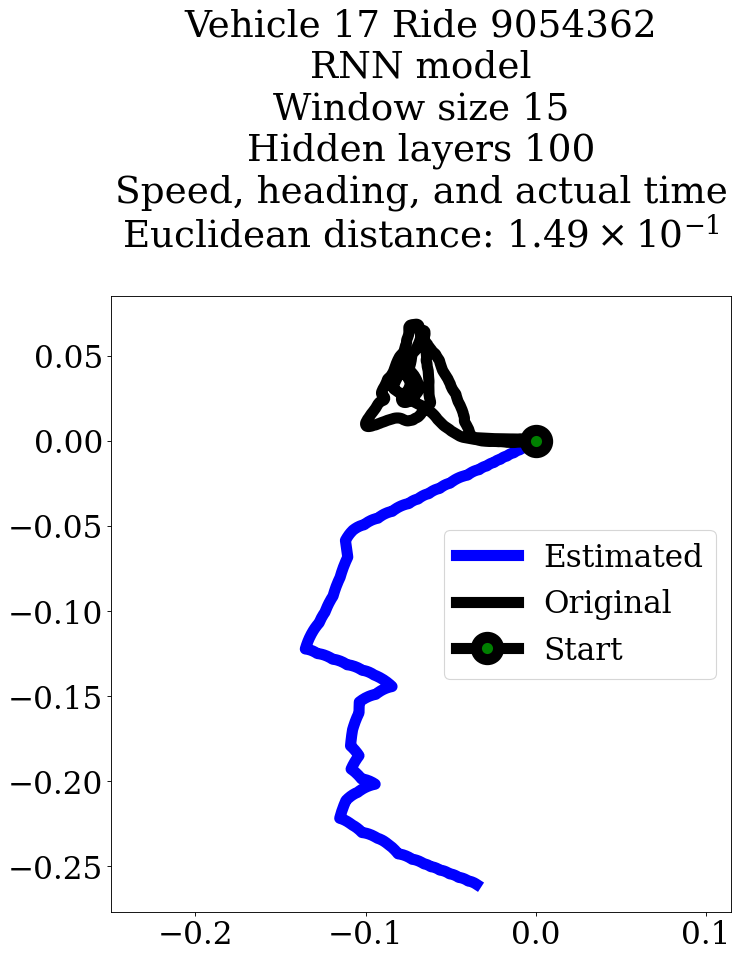 Vehicle 17 Ride 9054362
RNN model
Window size 15
Hidden layers 100
Speed, heading, and actual time
Euclidean distance: 1.49 × 10⁻¹
0.05
0.00
−0.05
−0.10
−0.15
−0.20
−0.25
Estimated
Original
Start
−0.2
−0.1
0.0
0.1